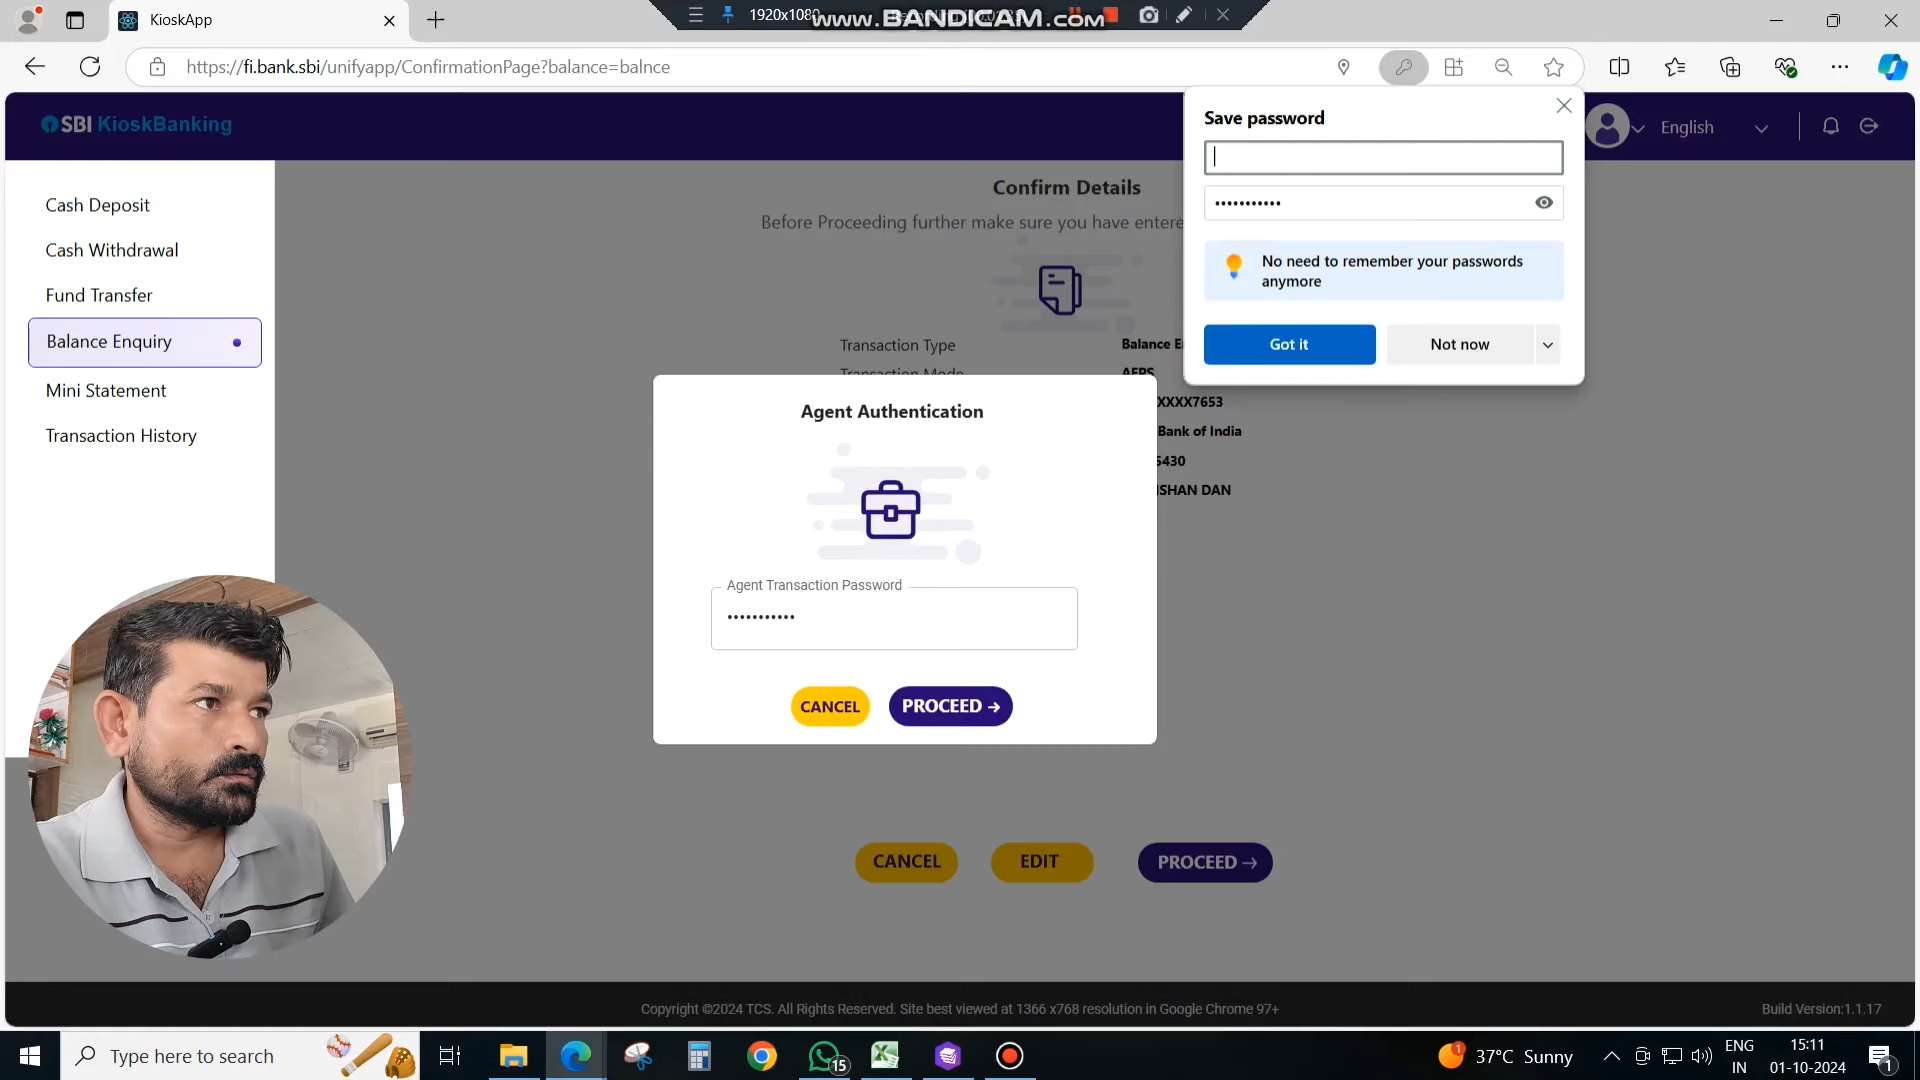 KioskApp
1920x1080
www.BANDICAM.com
https://fi.bank.sbi/unifyapp/ConfirmationPage?balance=balnce
SBI KioskBanking
English
Save password
No need to remember your passwords
anymore
Got it
Not now
Cash Deposit
Cash Withdrawal
Fund Transfer
Balance Enquiry
Mini Statement
Transaction History
Confirm Details
Before Proceeding further make sure you have entere
Transaction Type
Balance E
Transaction Mode
AEPS
XXXX7653
Bank of India
5430
ISHAN DAN
Agent Authentication
Agent Transaction Password
•••••••••••
CANCEL
PROCEED →
CANCEL
EDIT
PROCEED →
Copyright ©2024 TCS. All Rights Reserved. Site best viewed at 1366 x768 resolution in Google Chrome 97+
Build Version:1.1.17
Type here to search
15
1
37°C Sunny
ENG
IN
15:11
01-10-2024
1